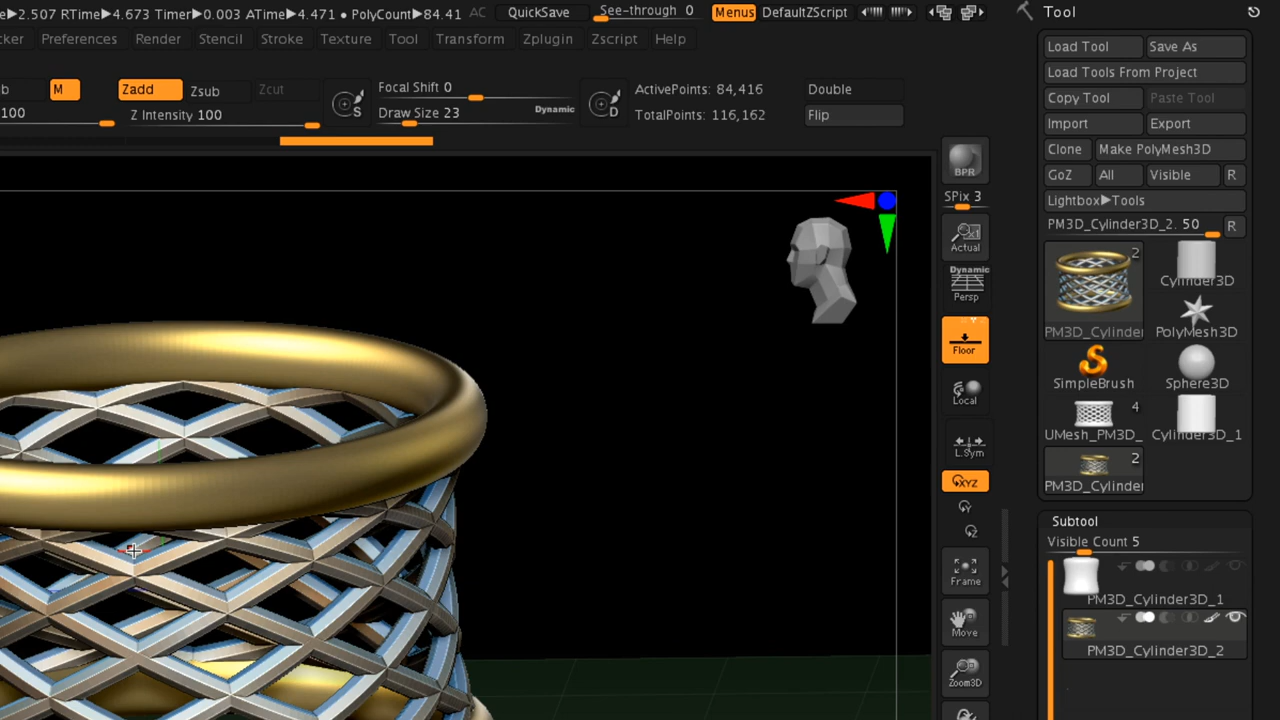 e►2.507 RTime►4.673 Timer►0.003 ATime►4.471 • PolyCount►84.41
AC
QuickSave
See-through 0
Menus
DefaultZScript
Tool
cker
Preferences
Render
Stencil
Stroke
Texture
Tool
Transform
Zplugin
Zscript
Help
Load Tool
Save As
Load Tools From Project
b
M
Zadd
Zsub
Zcut
S
Focal Shift 0
D
ActivePoints: 84,416
Double
Copy Tool
Paste Tool
100
Z Intensity 100
Draw Size 23
Dynamic
TotalPoints: 116,162
Flip
Import
Export
Clone
Make PolyMesh3D
BPR
GoZ
All
Visible
R
SPix 3
Lightbox►Tools
PM3D_Cylinder3D_2. 50
R
Actual
2
Cylinder3D
Dynamic
Persp
PM3D_Cylinder
PolyMesh3D
Floor
SimpleBrush
Sphere3D
Local
4
UMesh_PM3D_
Cylinder3D_1
L.Sym
2
XYZ
PM3D_Cylinder
Y
Z
Subtool
Visible Count 5
Frame
PM3D_Cylinder3D_1
Move
PM3D_Cylinder3D_2
Zoom3D